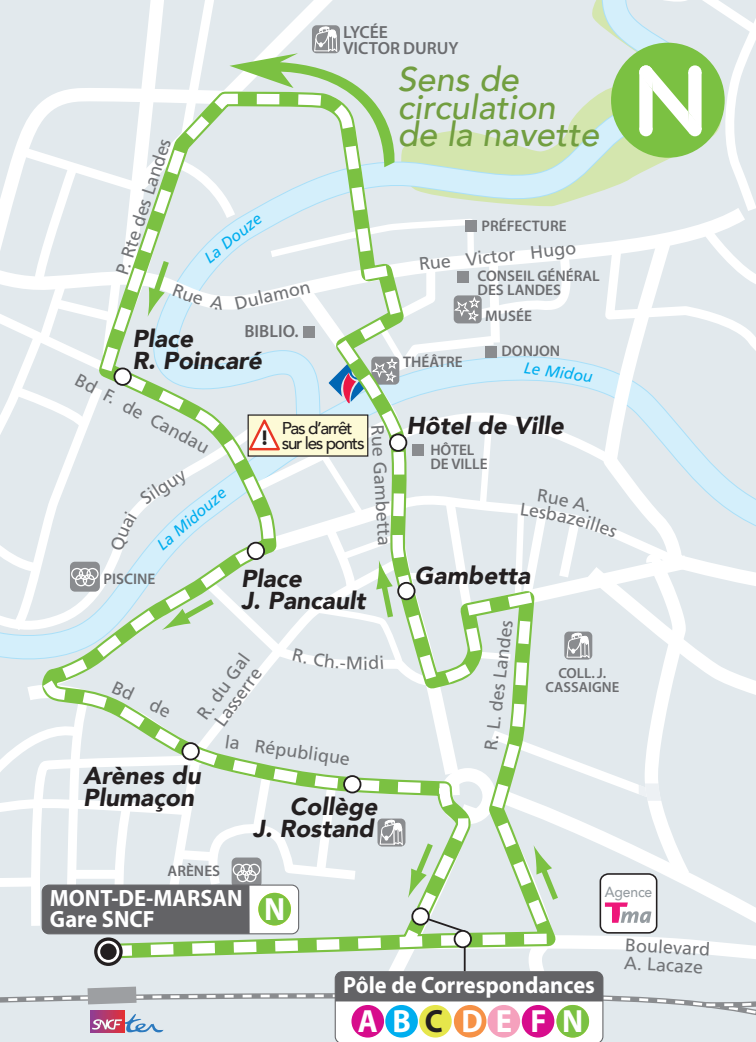 LYCÉE
VICTOR DURUY
Sens de
circulation
de la navette
N
P. Rte des Landes
La Douze
PRÉFECTURE
Rue Victor Hugo
CONSEIL GÉNÉRAL
DES LANDES
Rue A. Dulamon
MUSÉE
BIBLIO.
Place
R. Poincaré
THÉÂTRE
DONJON
Le Midou
Bd F. de Candau
Pas d'arrêt
sur les ponts
Rue Gambetta
Hôtel de Ville
HÔTEL
DE VILLE
Quai Silguy
La Midouze
Rue A.
Lesbazeilles
PISCINE
Place
J. Pancault
Gambetta
R. Ch.-Midi
R. du Gal
Lasserre
R. L. des Landes
COLL. J.
CASSAIGNE
Bd de
la République
Arènes du
Plumaçon
Collège
J. Rostand
ARÈNES
MONT-DE-MARSAN
Gare SNCF
N
Agence
Tma
Boulevard
A. Lacaze
Pôle de Correspondances
A B C D E F N
SNCF ter